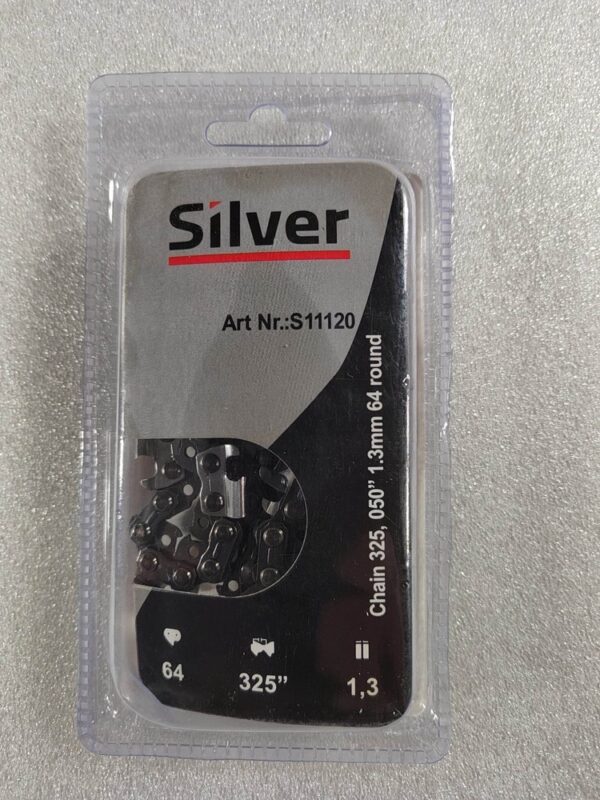 Silver
Art Nr.:S11120
Chain 325, 050” 1.3mm 64 round
64
325”
1,3